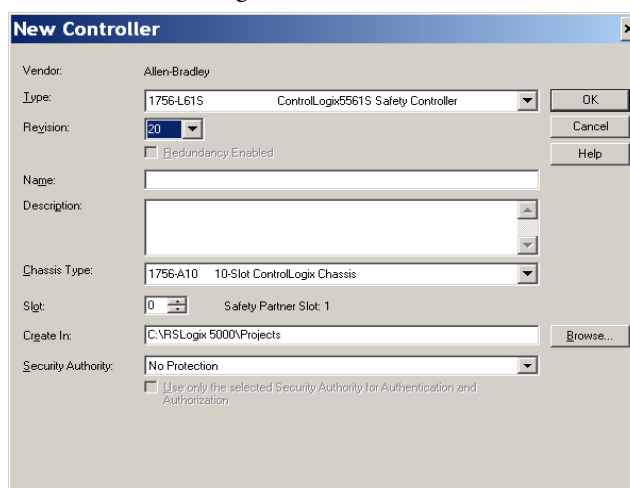 New Controller
Vendor: Allen-Bradley
Type: 1756-L61S ControlLogix5561S Safety Controller OK
Revision: 20 Cancel
Redundancy Enabled Help
Name:
Description:
Chassis Type: 1756-A10 10-Slot ControlLogix Chassis
Slot: 0 Safety Partner Slot: 1
Create In: C:\RSLogix 5000\Projects Browse...
Security Authority: No Protection
Use only the selected Security Authority for Authentication and
Authorization